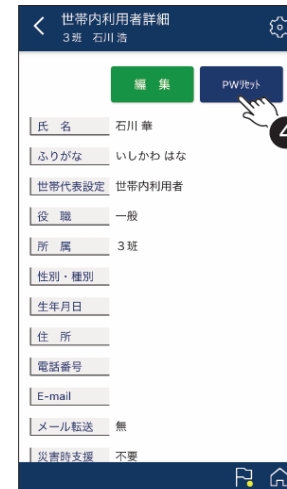 世帯内利用者詳細
3班 石川 浩
編 集
PWリセット
4
氏 名 石川 華
ふりがな いしかわ はな
世帯代表設定 世帯内利用者
役 職 一般
所 属 3班
性別・種別
生年月日
住 所
電話番号
E-mail
メール転送 無
災害時支援 不要